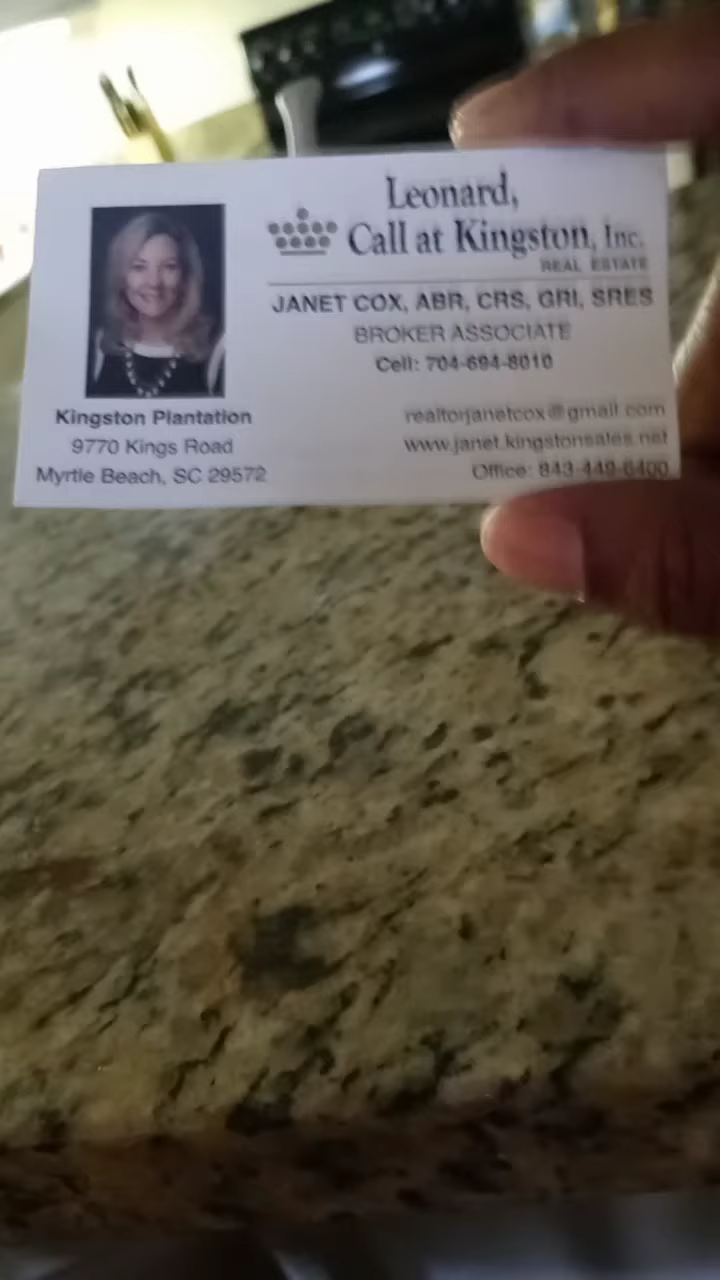 Leonard,
Call at Kingston, Inc.
REAL ESTATE
JANET COX, ABR, CRS, GRI, SRES
BROKER ASSOCIATE
Cell: 704-694-8010
Kingston Plantation
9770 Kings Road
Myrtle Beach, SC 29572
realtorjanetcox@gmail.com
www.janet.kingstonsales.net
Office: 843-449-6400